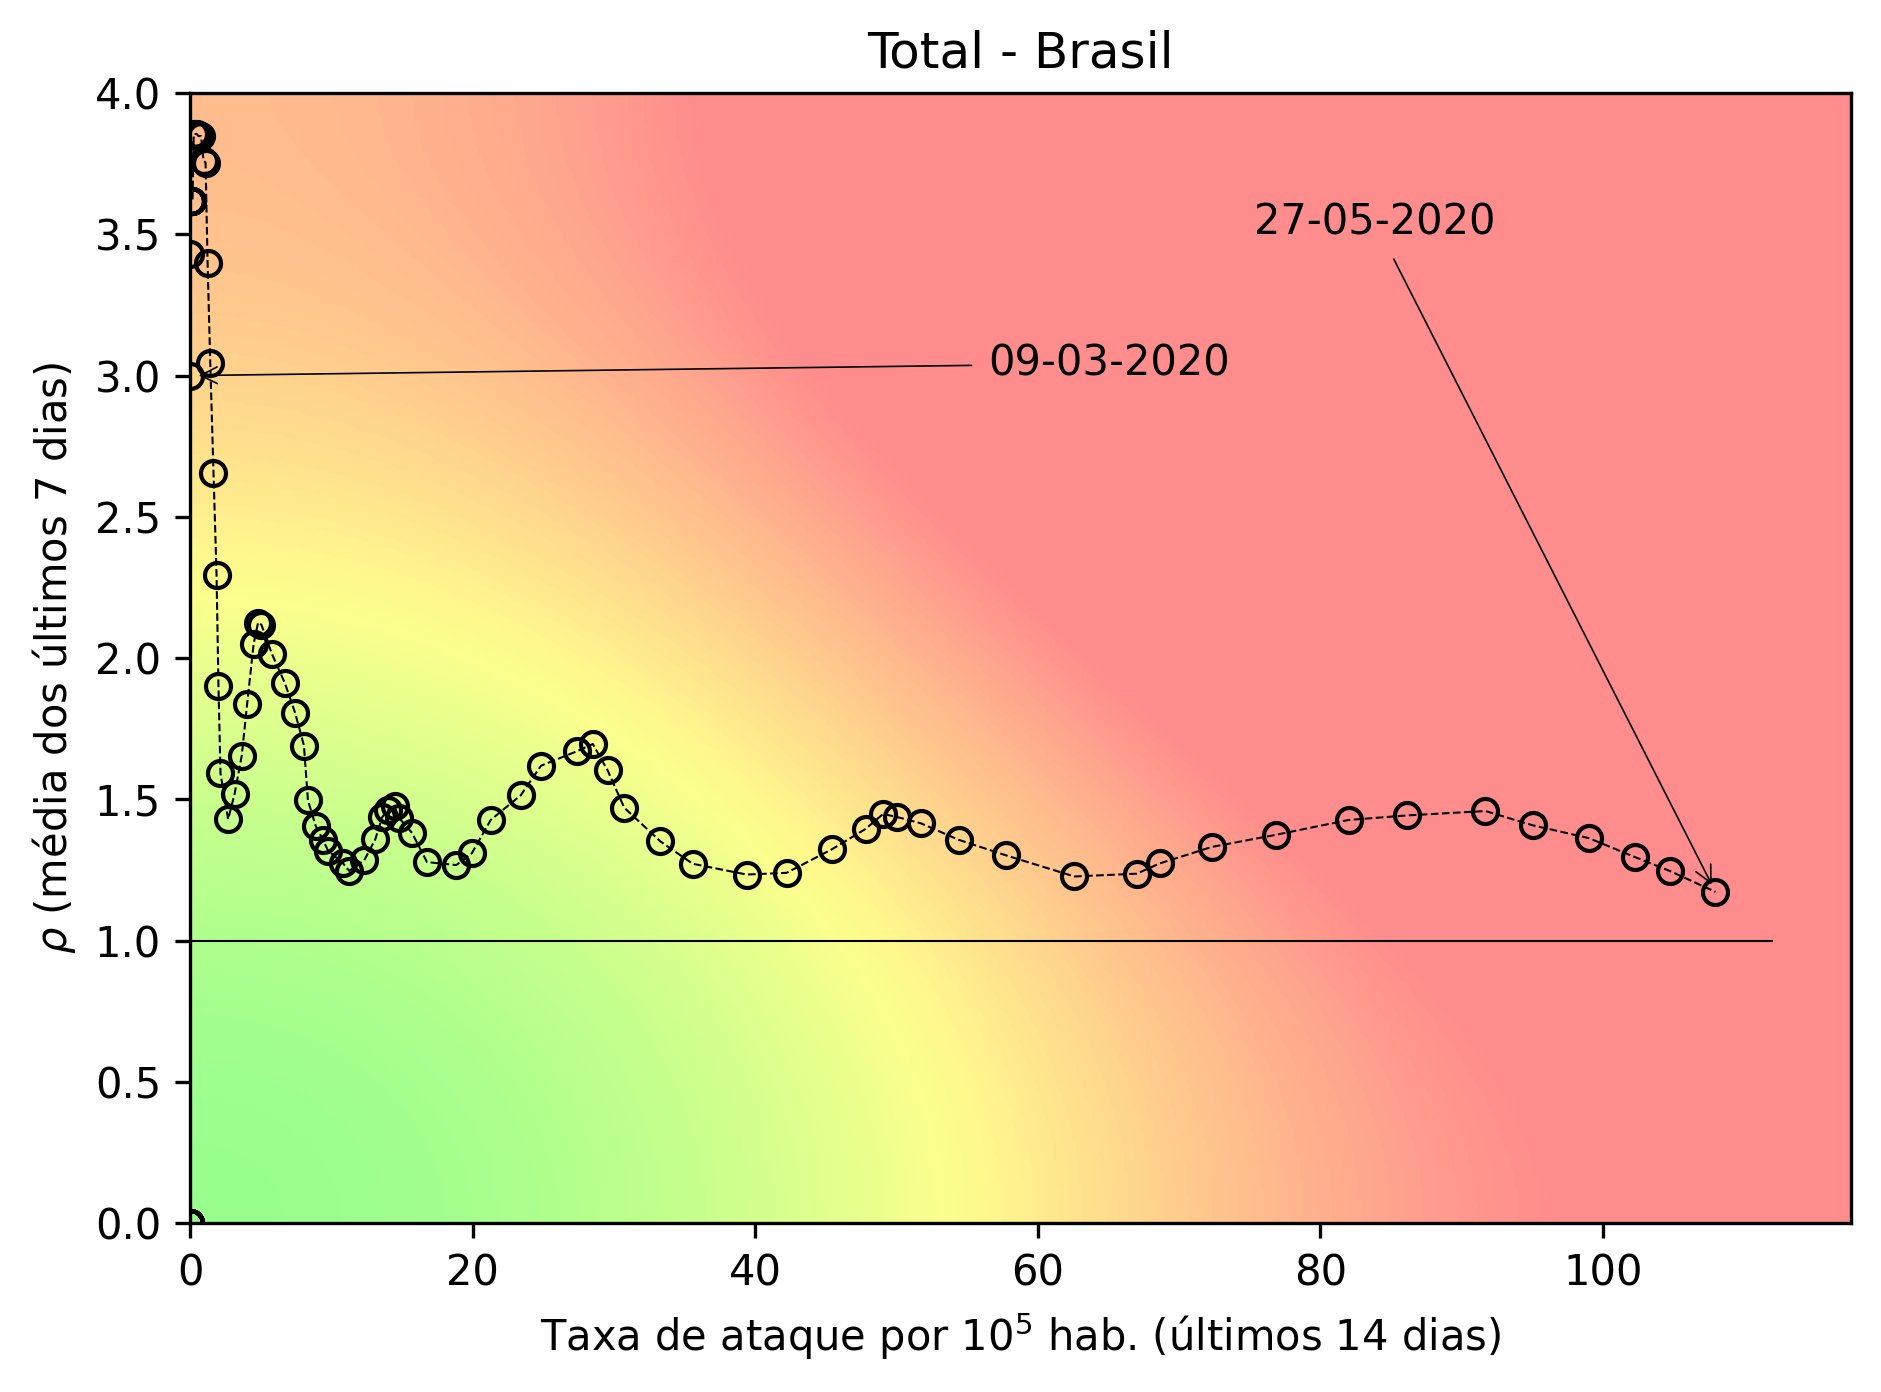 Total - Brasil
4.0
3.5
3.0
2.5
2.0
1.5
1.0
0.5
0.0
ρ (média dos últimos 7 dias)
27-05-2020
09-03-2020
0 20 40 60 80 100
Taxa de ataque por 10⁵ hab. (últimos 14 dias)